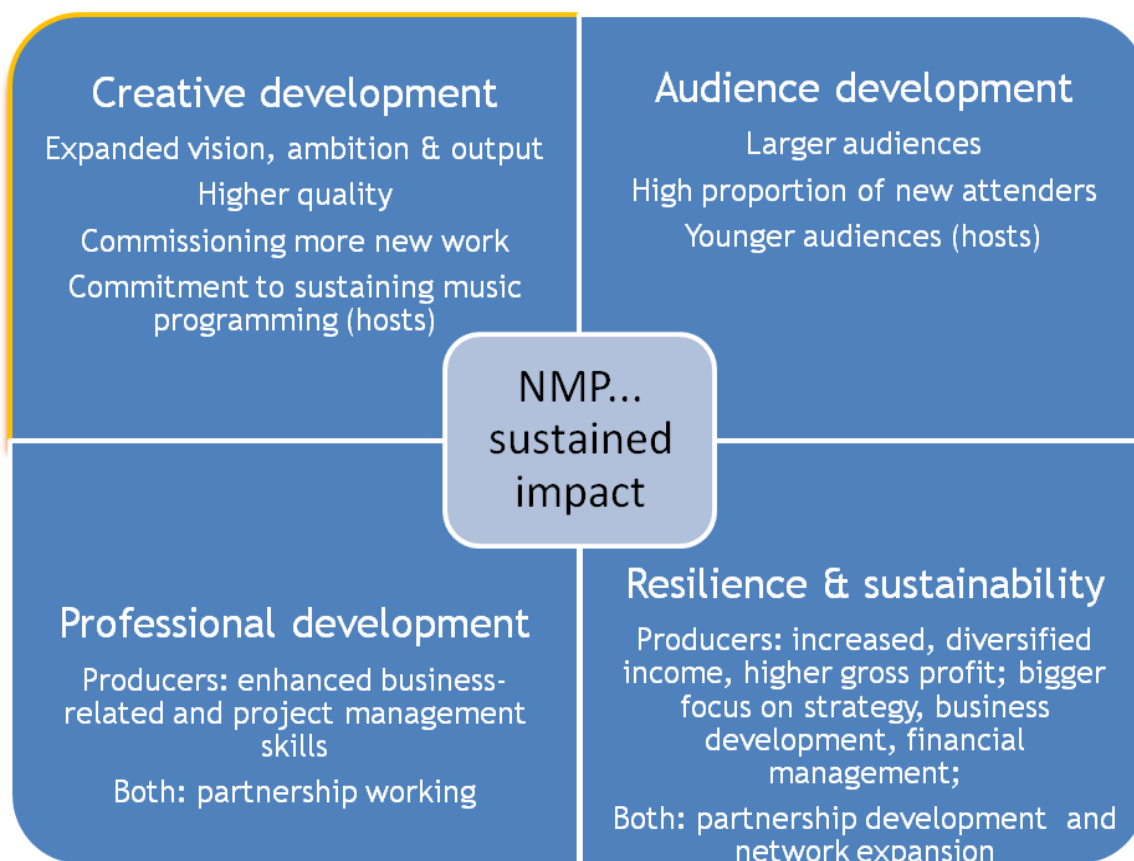 Creative development
Expanded vision, ambition & output
Higher quality
Commissioning more new work
Commitment to sustaining music
programming (hosts)
Audience development
Larger audiences
High proportion of new attenders
Younger audiences (hosts)
NMP...
sustained
impact
Professional development
Producers: enhanced business-
related and project management
skills
Both: partnership working
Resilience & sustainability
Producers: increased, diversified
income, higher gross profit; bigger
focus on strategy, business
development, financial
management;
Both: partnership development and
network expansion